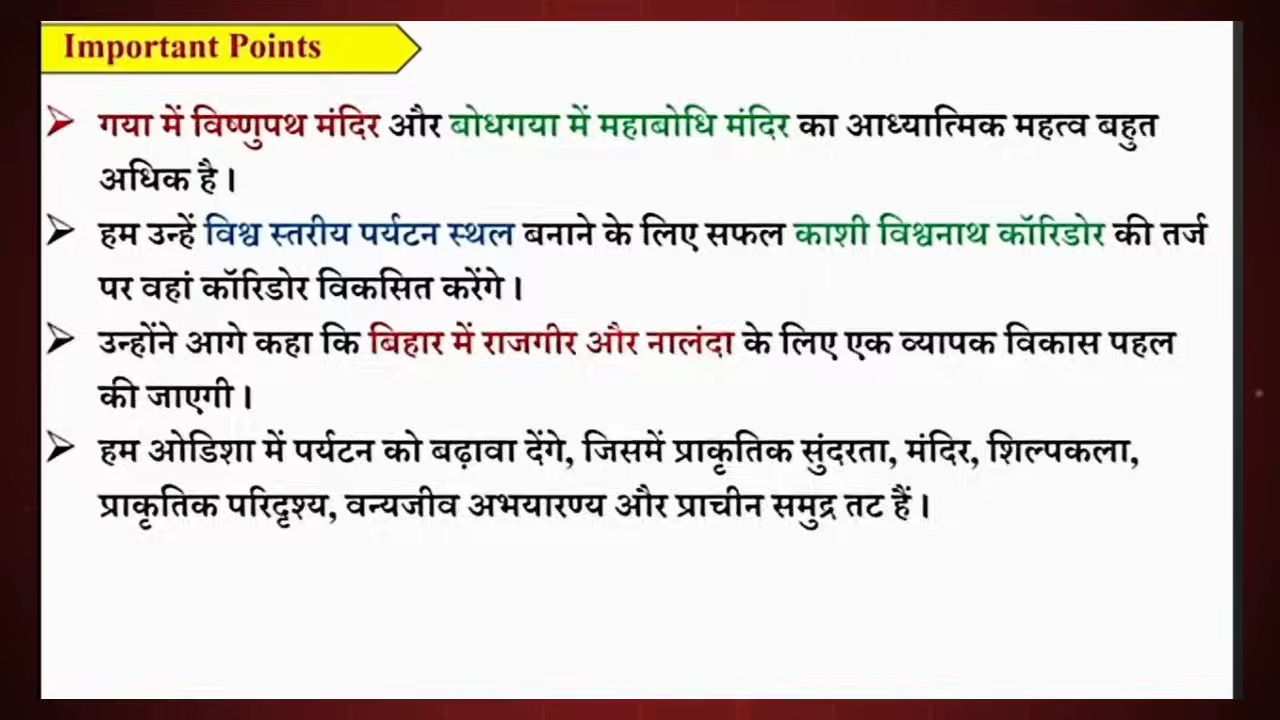 Important Points
गया में विष्णुपथ मंदिर और बोधगया में महाबोधि मंदिर का आध्यात्मिक महत्व बहुत
अधिक है।
हम उन्हें विश्व स्तरीय पर्यटन स्थल बनाने के लिए सफल काशी विश्वनाथ कॉरिडोर की तर्ज
पर वहां कॉरिडोर विकसित करेंगे।
उन्होंने आगे कहा कि बिहार में राजगीर और नालंदा के लिए एक व्यापक विकास पहल
की जाएगी।
हम ओडिशा में पर्यटन को बढ़ावा देंगे, जिसमें प्राकृतिक सुंदरता, मंदिर, शिल्पकला,
प्राकृतिक परिदृश्य, वन्यजीव अभयारण्य और प्राचीन समुद्र तट हैं।